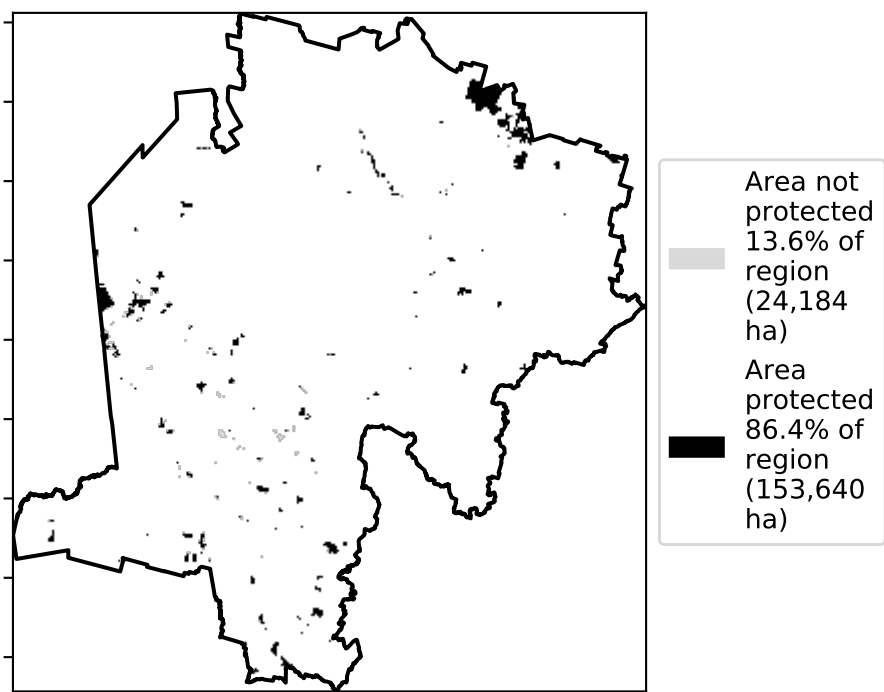 Area not
protected
13.6% of
region
(24,184
ha)
Area
protected
86.4% of
region
(153,640
ha)